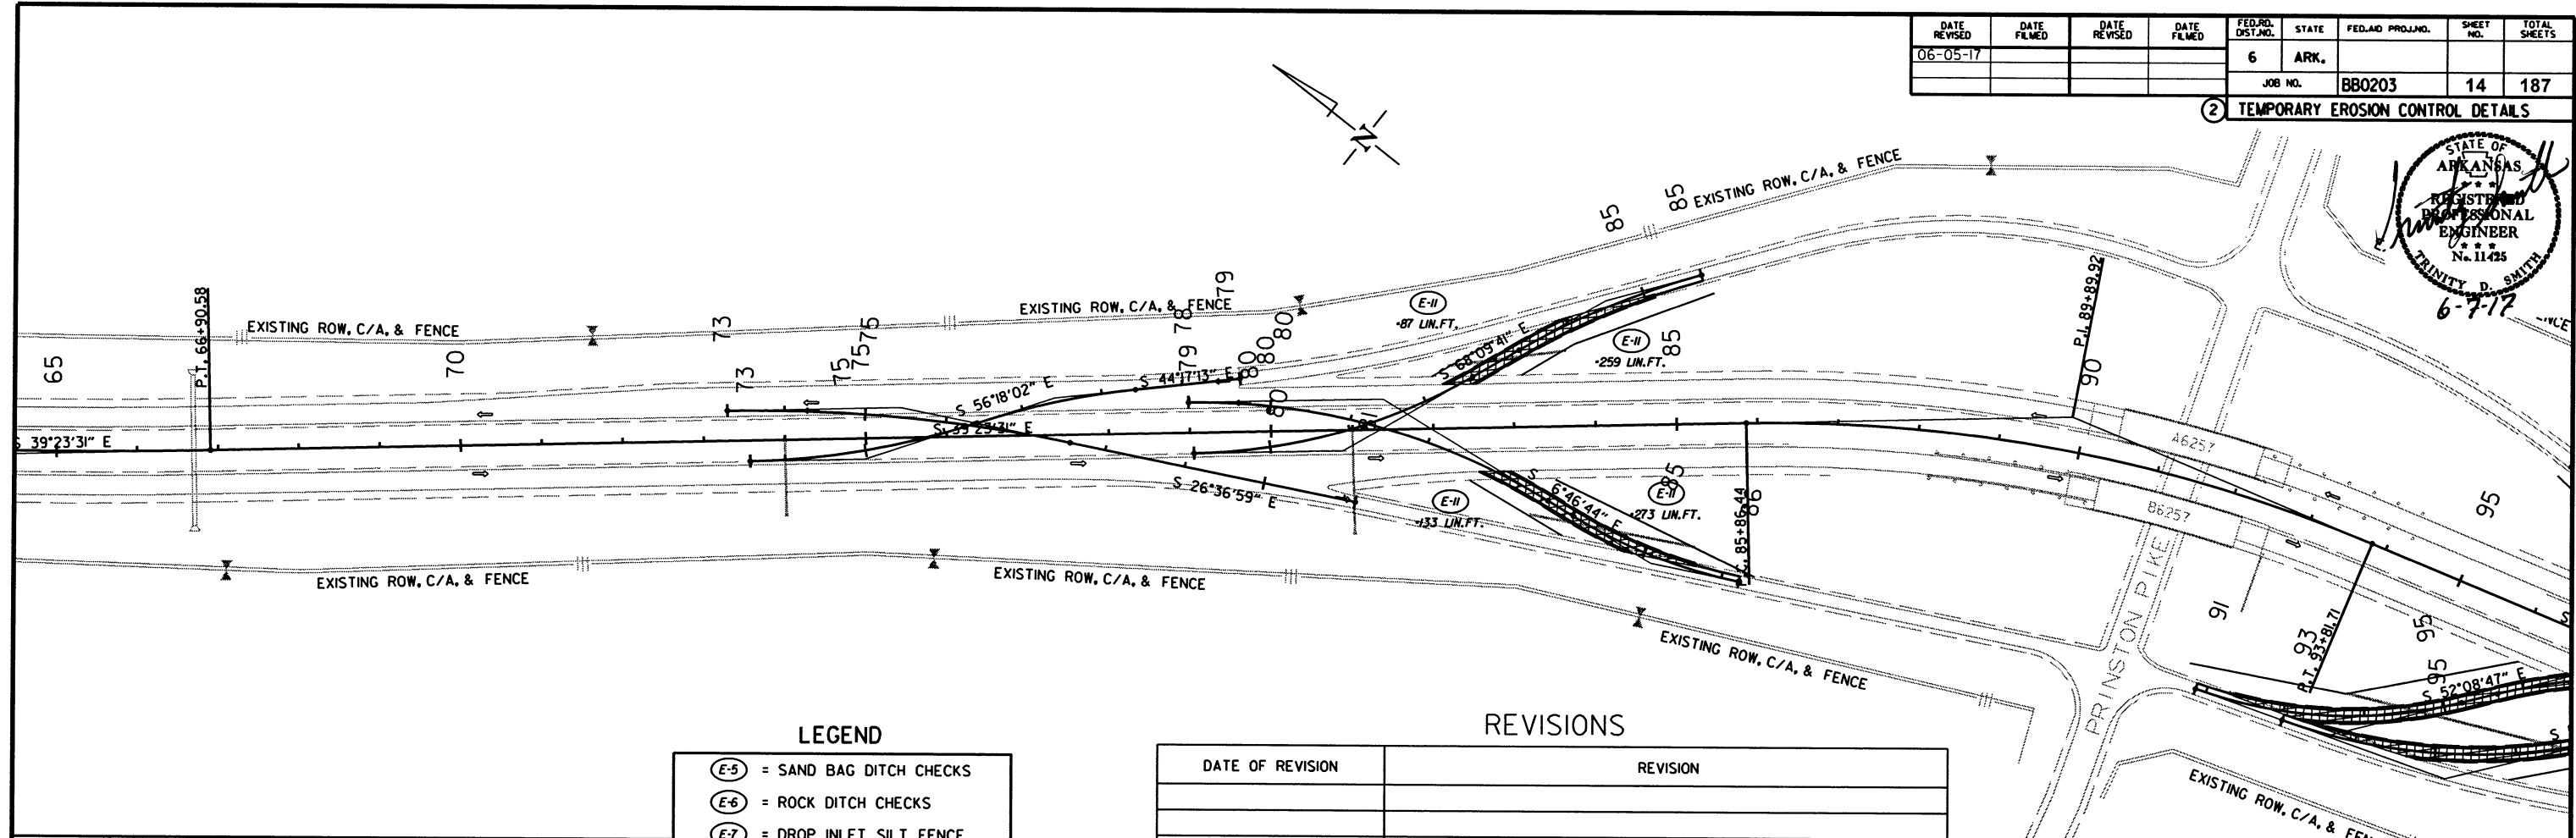 DATE REVISED
DATE FILMED
DATE REVISED
DATE FILMED
FED.RD. DIST.NO.
STATE
FED.AID PROJ.NO.
SHEET NO.
TOTAL SHEETS
06-05-17
6
ARK.
JOB NO.
BB0203
14
187
2 TEMPORARY EROSION CONTROL DETAILS
STATE OF
ARKANSAS
★ ★ ★
REGISTERED
PROFESSIONAL
ENGINEER
★ ★ ★
No. 11425
TRINITY D. SMITH
6-7-17
N
EXISTING ROW, C/A, & FENCE
85
85
79
78
EXISTING ROW, C/A, & FENCE
EXISTING ROW, C/A, & FENCE
P.T. 66+90.58
65
70
73
73
75
75
75
79
80
80
80
80
81
E-11
-87 LIN.FT.
E-11
-259 LIN.FT.
85
S 68°09'41" E
S 44°17'13" E
S 56°18'02" E
S 39°23'31" E
S 39°23'31" E
S 26°36'59" E
E-11
-133 LIN.FT.
S 6°46'44" E
E-11
-273 LIN.FT.
85
86
P.C. 85+86.44
P.I. 89+89.92
90
A6257
B6257
95
91
93
P.T. 93+81.71
95
95
S 52°08'47" E
S
S
PRINSTON PIKE
EXISTING ROW, C/A, & FENCE
EXISTING ROW, C/A, & FENCE
EXISTING ROW, C/A, & FENCE
EXISTING ROW, C/A, & FEN
LEGEND
E-5 = SAND BAG DITCH CHECKS
E-6 = ROCK DITCH CHECKS
E-7 = DROP INLET SILT FENCE
REVISIONS
DATE OF REVISION
REVISION